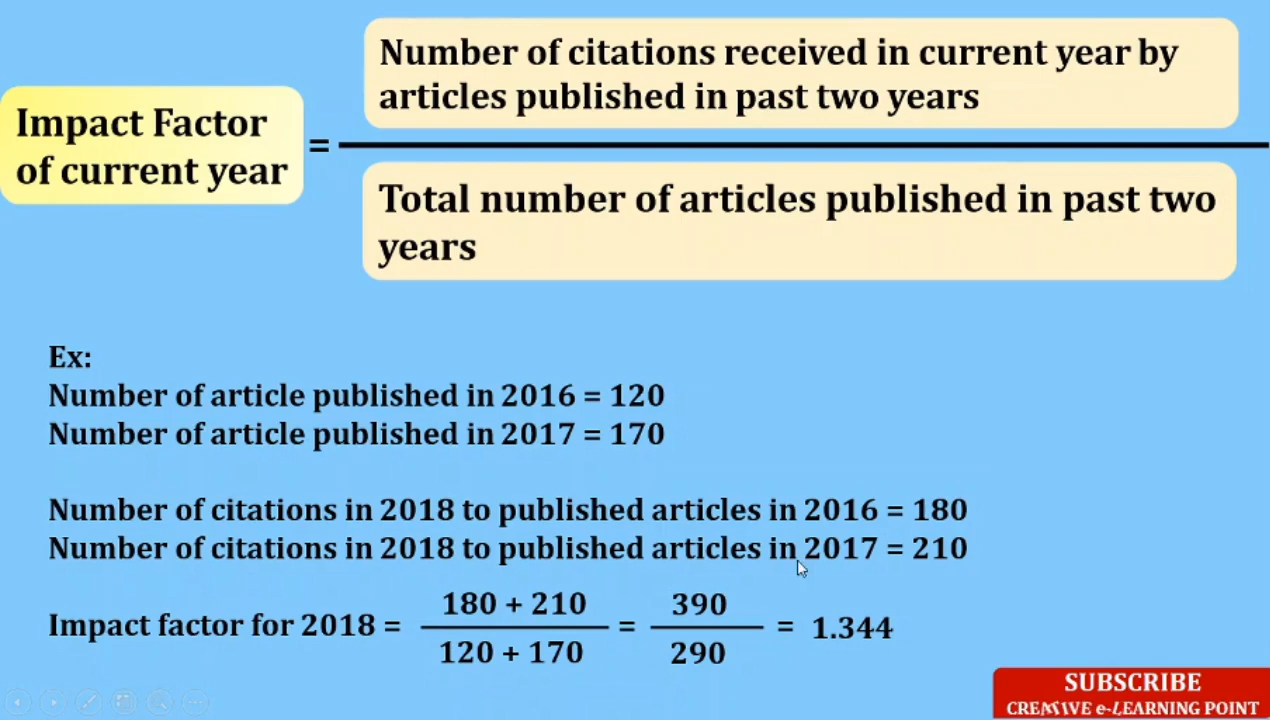 Number of citations received in current year by
articles published in past two years
Impact Factor
of current year
=
Total number of articles published in past two
years
Ex:
Number of article published in 2016 = 120
Number of article published in 2017 = 170
Number of citations in 2018 to published articles in 2016 = 180
Number of citations in 2018 to published articles in 2017 = 210
180 + 210
390
Impact factor for 2018 =
=
= 1.344
120 + 170
290
SUBSCRIBE
CREATIVE e-LEARNING POINT